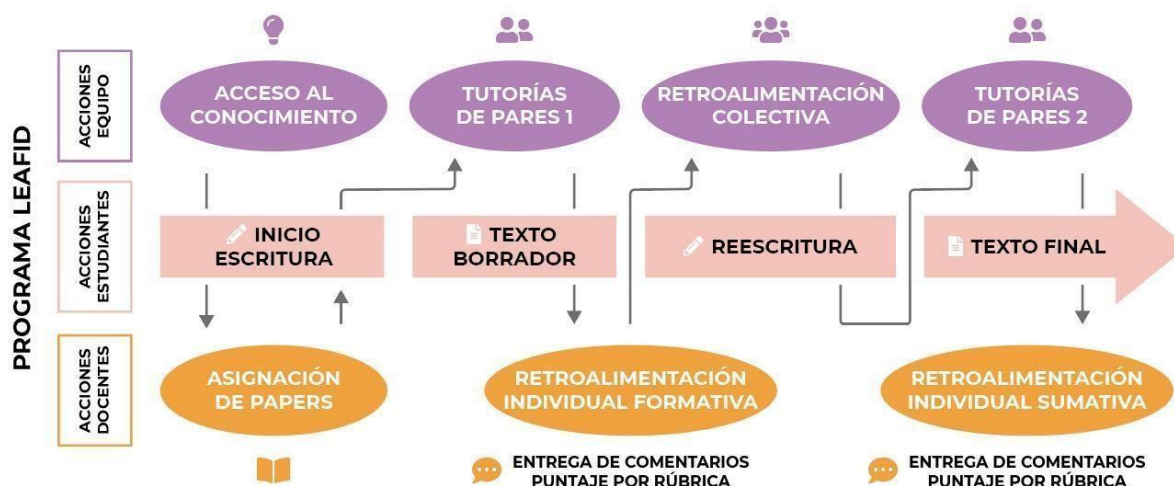 PROGRAMA LEAFID
ACCIONES
EQUIPO
ACCESO AL
CONOCIMIENTO
TUTORÍAS
DE PARES 1
RETROALIMENTACIÓN
COLECTIVA
TUTORÍAS
DE PARES 2
ACCIONES
ESTUDIANTES
INICIO
ESCRITURA
TEXTO
BORRADOR
REESCRITURA
TEXTO FINAL
ACCIONES
DOCENTES
ASIGNACIÓN
DE PAPERS
RETROALIMENTACIÓN
INDIVIDUAL FORMATIVA
RETROALIMENTACIÓN
INDIVIDUAL SUMATIVA
ENTREGA DE COMENTARIOS
PUNTAJE POR RÚBRICA
ENTREGA DE COMENTARIOS
PUNTAJE POR RÚBRICA